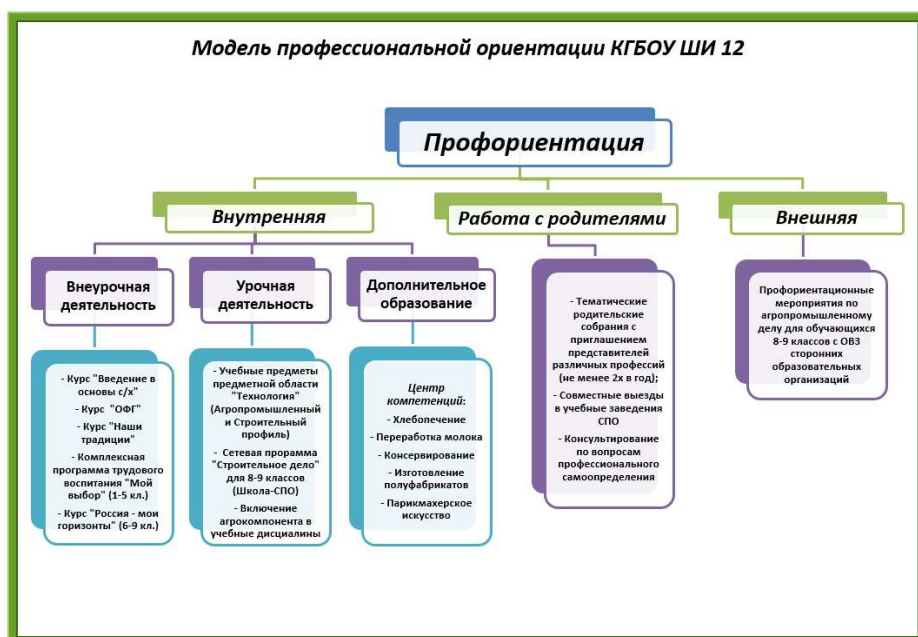 Модель профессиональной ориентации КГБОУ ШИ 12
Профориентация
Внутренняя
Работа с родителями
Внешняя
Внеурочная
деятельность
Урочная
деятельность
Дополнительное
образование
- Курс "Введение в
основы с/х"
- Курс "ОФГ"
- Курс "Наши
традиции"
- Комплексная
программа трудового
воспитания "Мой
выбор" (1-5 кл.)
- Курс "Россия - мои
горизонты" (6-9 кл.)
- Учебные предметы
предметной области
"Технология"
(Агропромышленный
и Строительный
профиль)
- Сетевая прорамма
"Строительное дело"
для 8-9 классов
(Школа-СПО)
- Включение
агрокомпонента в
учебные дисциалины
Центр
компетенций:
- Хлебопечение
- Переработка молока
- Консервирование
- Изготовление
полуфабрикатов
- Парикмахерское
искусство
- Тематические
родительские
собрания с
приглашением
представителей
различных профессий
(не менее 2х в год);
- Совместные выезды
в учебные заведения
СПО
- Консультирование
по вопросам
профессионального
самоопределения
Профориентационные
мероприятия по
агропромышленному
делу для обучающихся
8-9 классов с ОВЗ
сторонних
образовательных
организаций